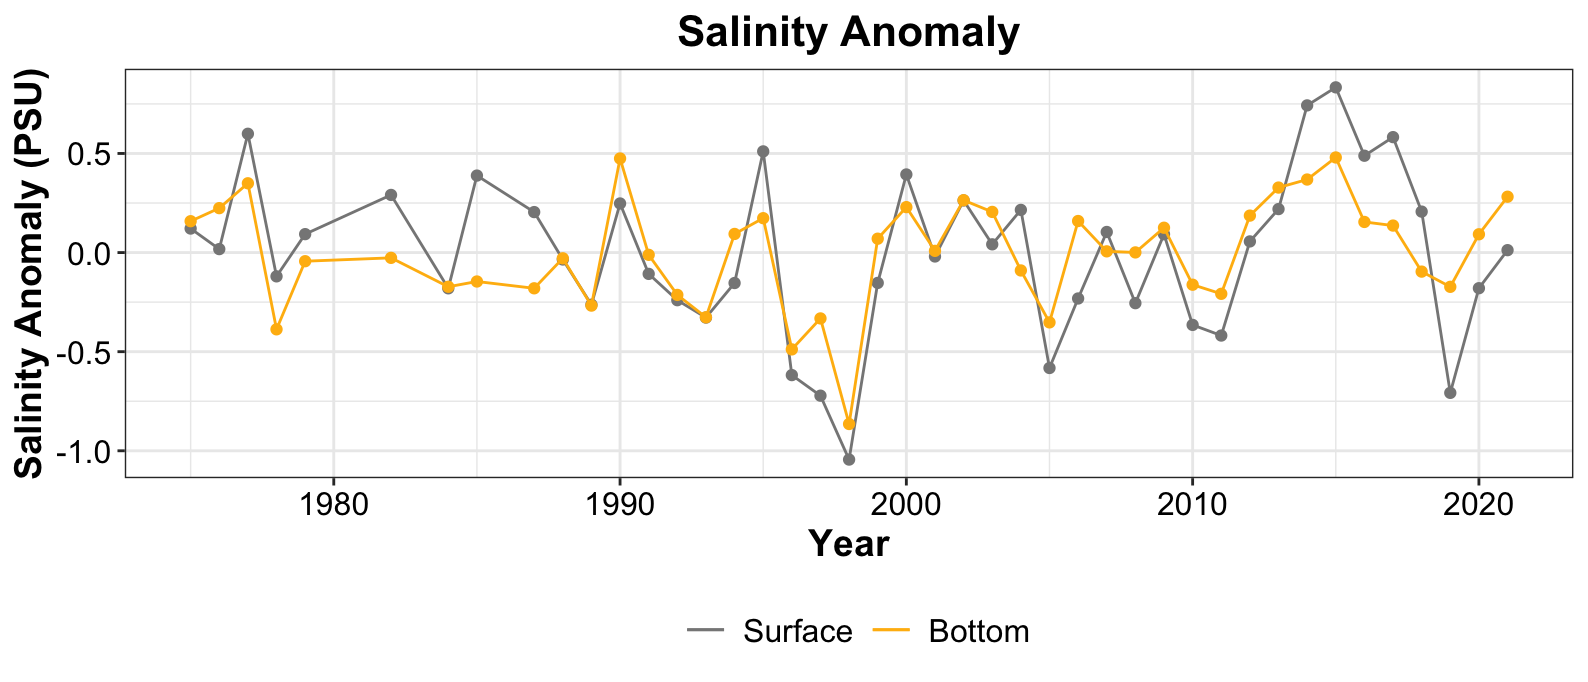 Salinity Anomaly
Salinity Anomaly (PSU)
0.5
0.0
-0.5
-1.0
1980 1990 2000 2010 2020
Year
Surface Bottom